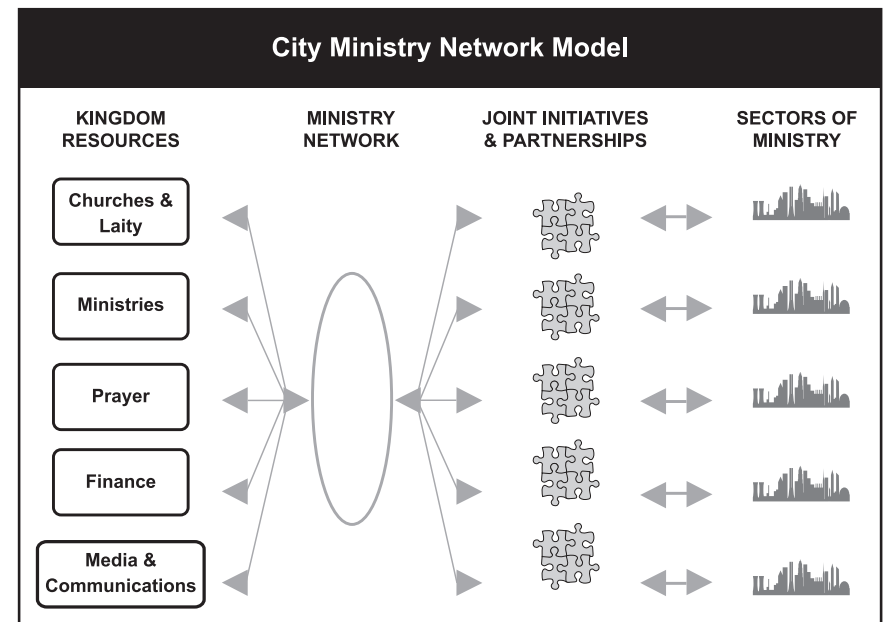 City Ministry Network Model
KINGDOM
RESOURCES
MINISTRY
NETWORK
JOINT INITIATIVES
& PARTNERSHIPS
SECTORS OF
MINISTRY
Churches &
Laity
Ministries
Prayer
Finance
Media &
Communications